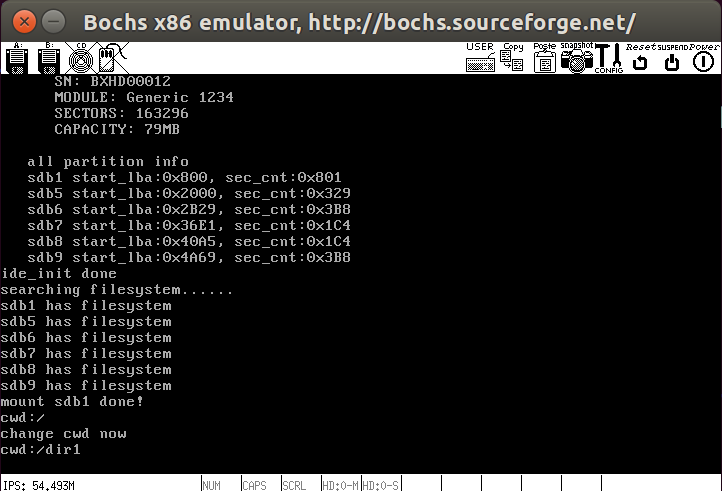 Bochs x86 emulator, http://bochs.sourceforge.net/
A: B: CD USER Copy Paste snapshot CONFIG Reset SUSPEND Power
SN: BXHD00012
MODULE: Generic 1234
SECTORS: 163296
CAPACITY: 79MB
all partition info
sdb1 start_lba:0x800, sec_cnt:0x801
sdb5 start_lba:0x2000, sec_cnt:0x329
sdb6 start_lba:0x2B29, sec_cnt:0x3B8
sdb7 start_lba:0x36E1, sec_cnt:0x1C4
sdb8 start_lba:0x40A5, sec_cnt:0x1C4
sdb9 start_lba:0x4A69, sec_cnt:0x3B8
ide_init done
searching filesystem......
sdb1 has filesystem
sdb5 has filesystem
sdb6 has filesystem
sdb7 has filesystem
sdb8 has filesystem
sdb9 has filesystem
mount sdb1 done!
cwd:/
change cwd now
cwd:/dir1
IPS: 54.493M NUM CAPS SCRL HD:0-M HD:0-S